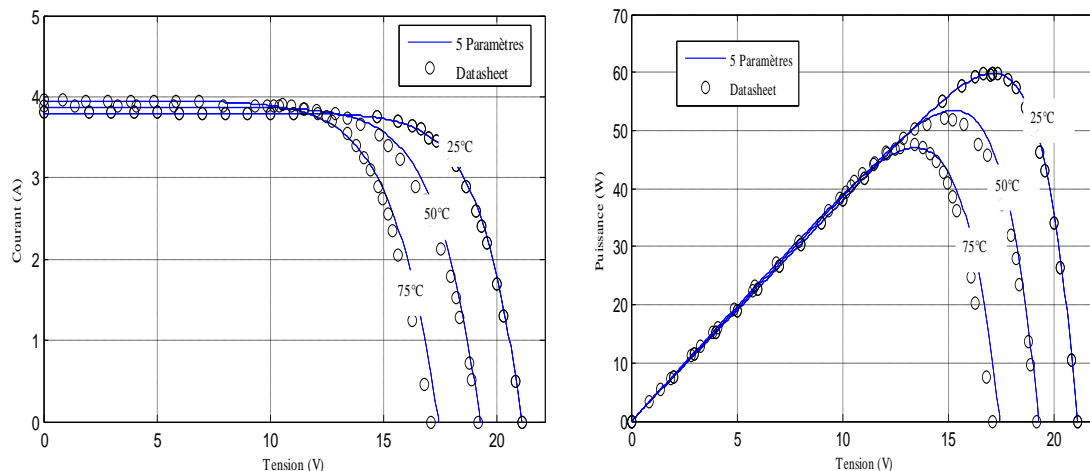 5
4
3
2
1
0
Courant (A)
5 Paramètres
Datasheet
25°C
50°C
75°C
0
5
10
15
20
Tension (V)
70
60
50
40
30
20
10
0
Puissance (W)
5 Paramètres
Datasheet
25°C
50°C
75°C
0
5
10
15
20
Tension (V)